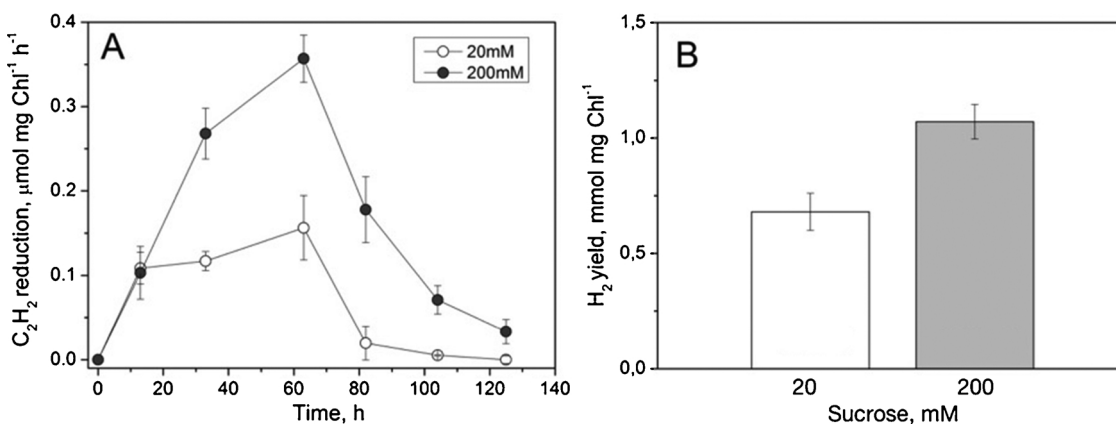 A
20mM
200mM
C₂H₂ reduction, μmol mg Chl⁻¹ h⁻¹
0.4
0.3
0.2
0.1
0.0
0 20 40 60 80 100 120 140
Time, h
B
H₂ yield, mmol mg Chl⁻¹
1,5
1,0
0,5
0,0
20 200
Sucrose, mM